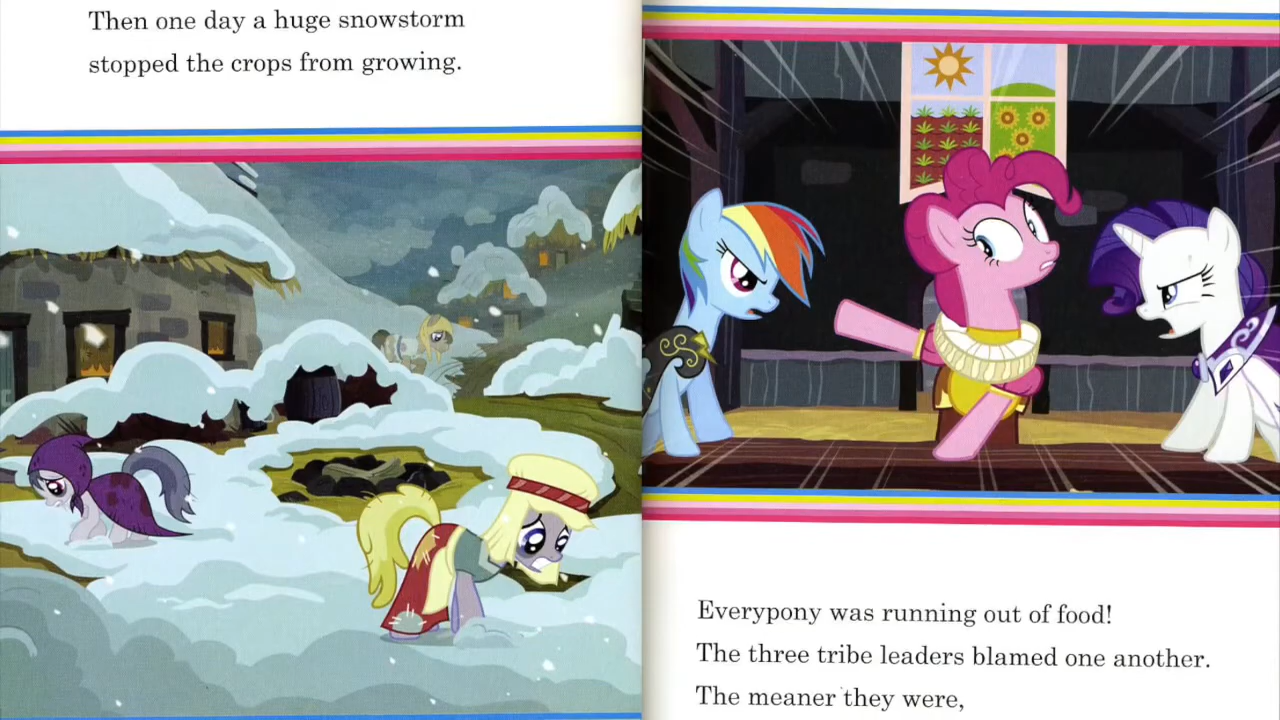 Then one day a huge snowstorm
stopped the crops from growing.
Everypony was running out of food!
The three tribe leaders blamed one another.
The meaner they were,